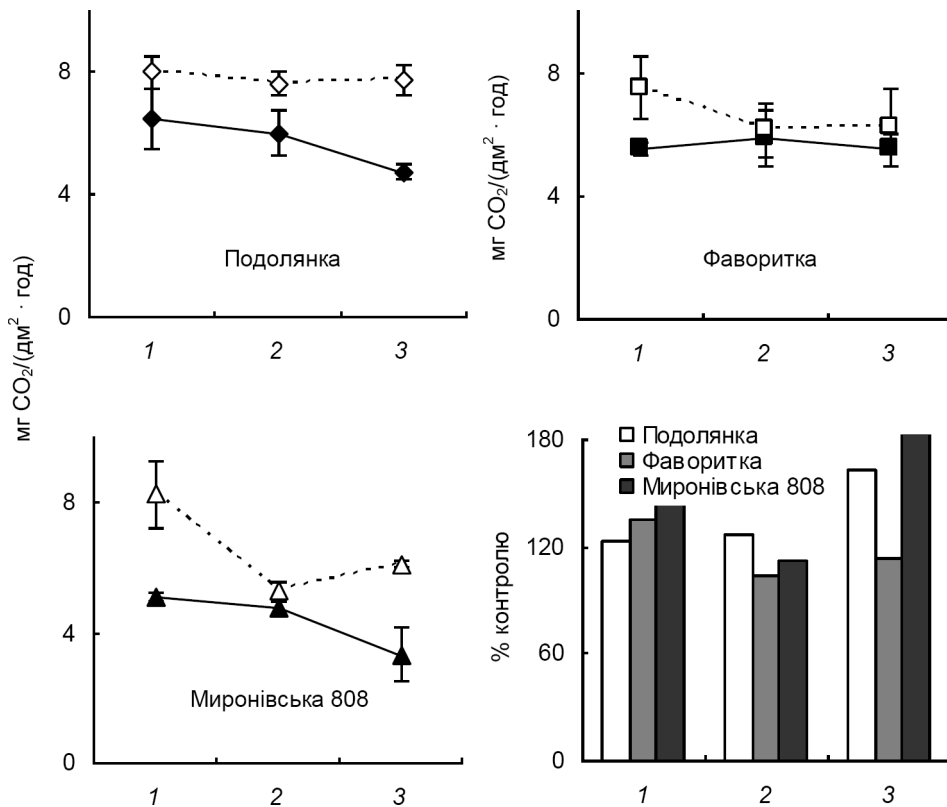 8
4
0
Подолянка
1 2 3
мг CO₂/(дм² · год)
8
4
0
Фаворитка
1 2 3
мг CO₂/(дм² · год)
8
4
0
Миронівська 808
1 2 3
180
120
60
0
% контролю
Подолянка
Фаворитка
Миронівська 808
1 2 3